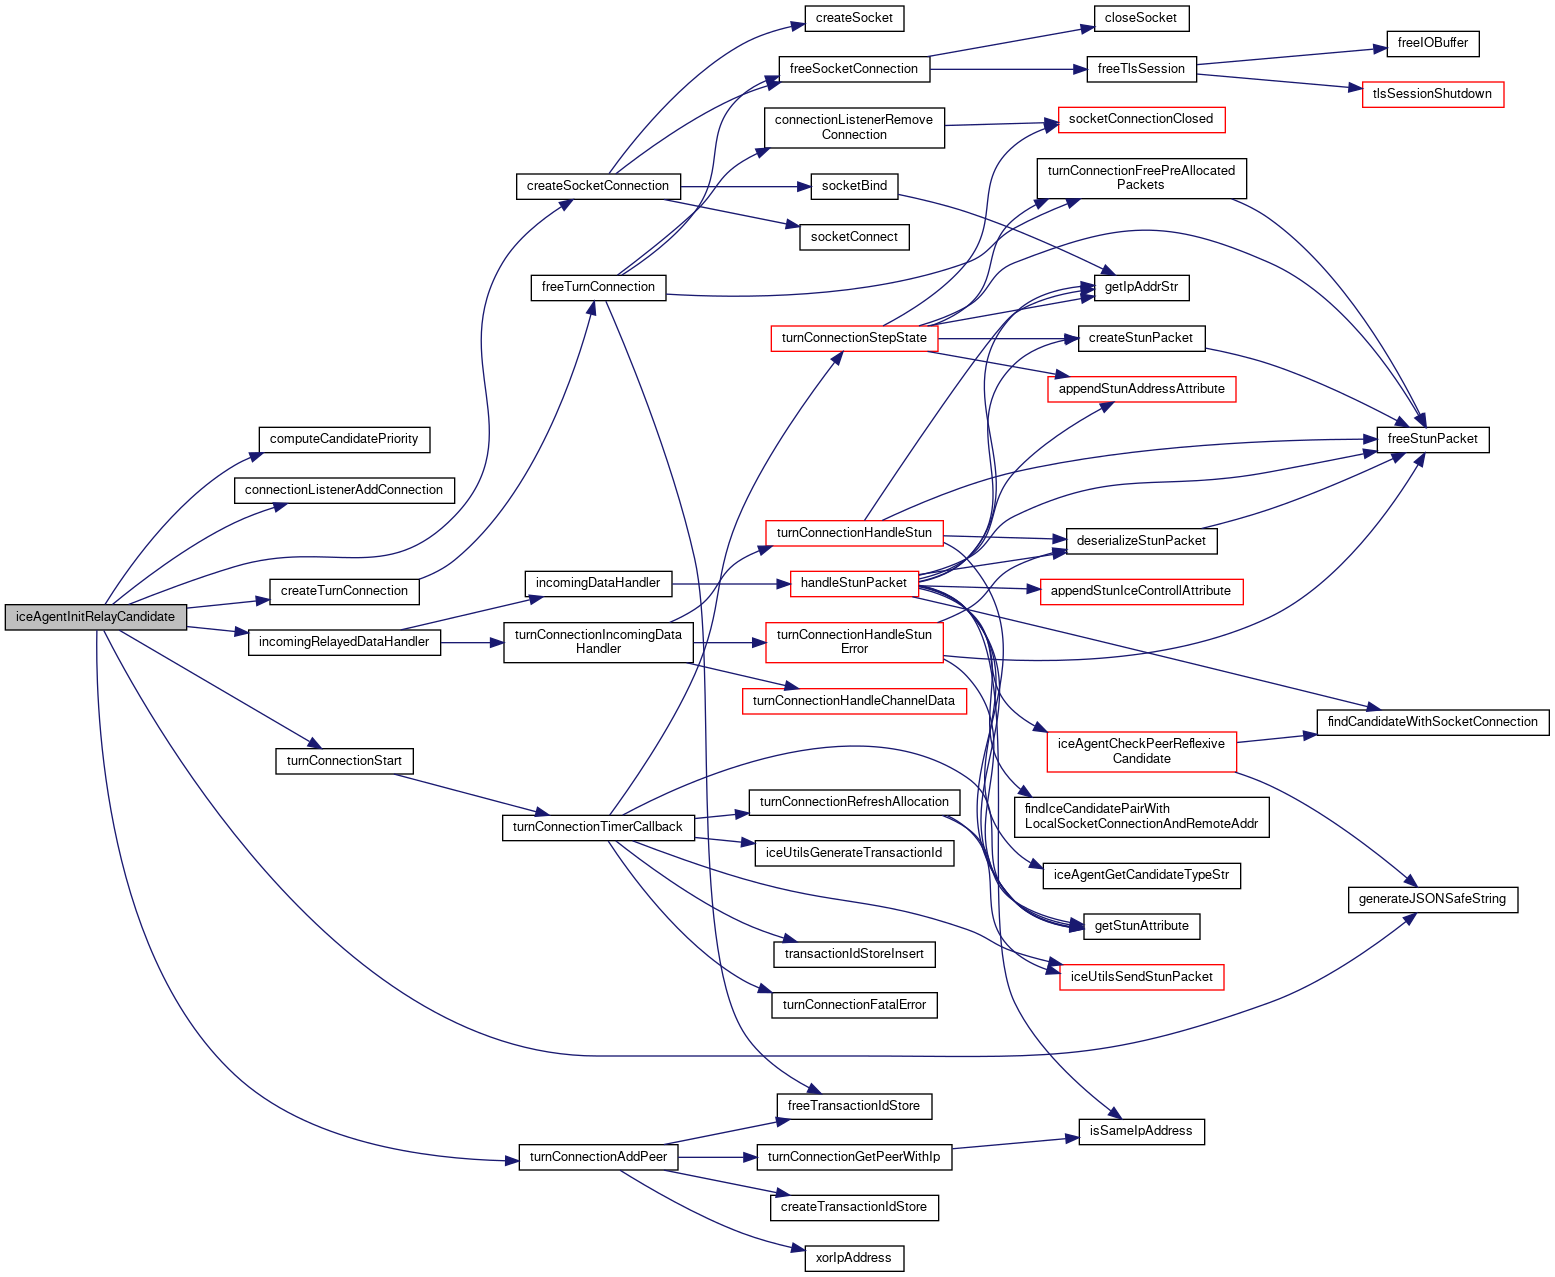 createSocket
closeSocket
freeIOBuffer
freeSocketConnection
freeTlsSession
tlsSessionShutdown
connectionListenerRemove
Connection
socketConnectionClosed
turnConnectionFreePreAllocated
Packets
createSocketConnection
socketBind
socketConnect
freeTurnConnection
getIpAddrStr
turnConnectionStepState
createStunPacket
appendStunAddressAttribute
computeCandidatePriority
freeStunPacket
connectionListenerAddConnection
turnConnectionHandleStun
deserializeStunPacket
createTurnConnection
incomingDataHandler
handleStunPacket
appendStunIceControllAttribute
iceAgentInitRelayCandidate
incomingRelayedDataHandler
turnConnectionIncomingData
Handler
turnConnectionHandleStun
Error
turnConnectionHandleChannelData
findCandidateWithSocketConnection
iceAgentCheckPeerReflexive
Candidate
turnConnectionStart
turnConnectionRefreshAllocation
findIceCandidatePairWith
LocalSocketConnectionAndRemoteAddr
turnConnectionTimerCallback
iceUtilsGenerateTransactionId
iceAgentGetCandidateTypeStr
generateJSONSafeString
getStunAttribute
transactionIdStoreInsert
iceUtilsSendStunPacket
turnConnectionFatalError
freeTransactionIdStore
isSameIpAddress
turnConnectionAddPeer
turnConnectionGetPeerWithIp
createTransactionIdStore
xorIpAddress